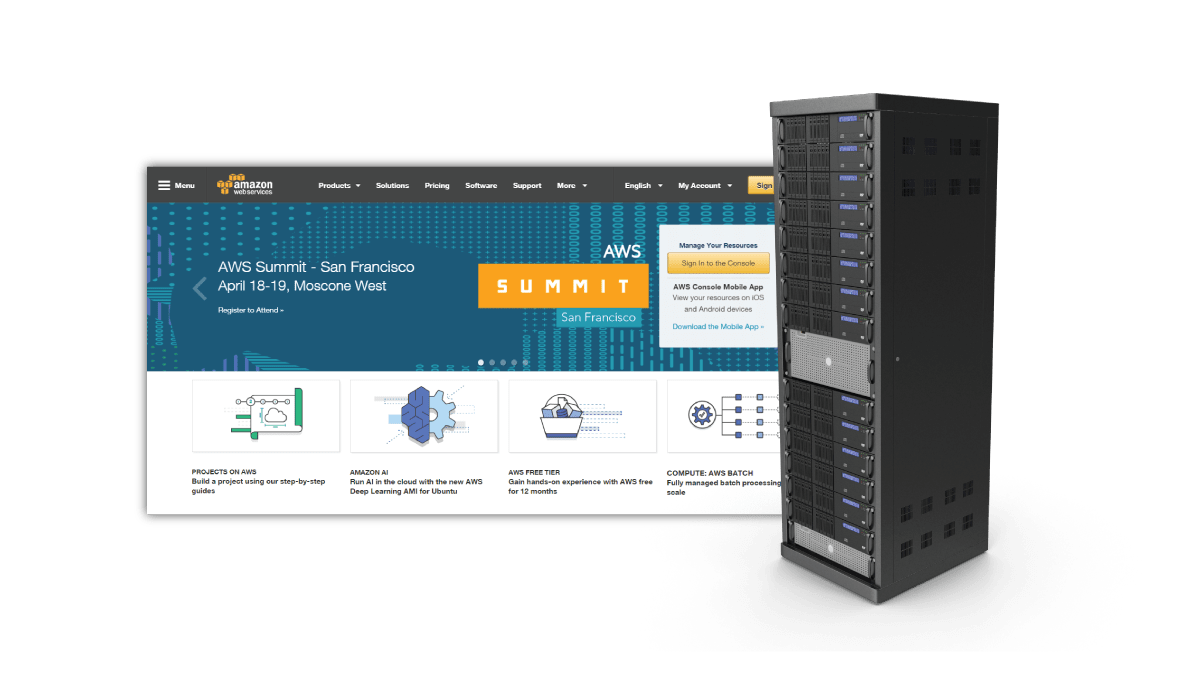 Menu
amazon
webservices
Products
Solutions
Pricing
Software
Support
More
English
My Account
Sign
AWS Summit - San Francisco
April 18-19, Moscone West
Register to Attend »
AWS
SUMMIT
San Francisco
Manage Your Resources
Sign In to the Console
AWS Console Mobile App
View your resources on iOS
and Android devices
Download the Mobile App »
PROJECTS ON AWS
Build a project using our step-by-step
guides
AMAZON AI
Run AI in the cloud with the new AWS
Deep Learning AMI for Ubuntu
AWS FREE TIER
Gain hands-on experience with AWS free
for 12 months
COMPUTE: AWS BATCH
Fully managed batch processing
scale